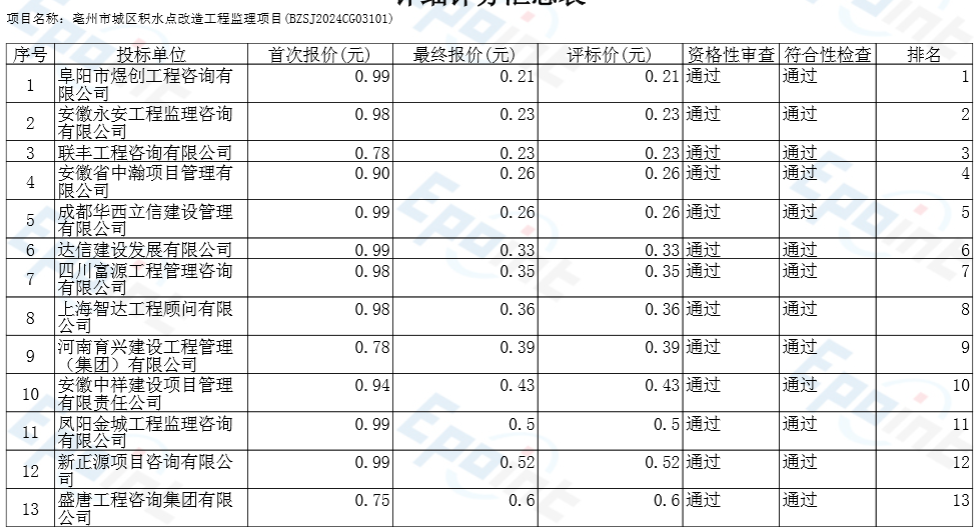 详细评分汇总表
项目名称：亳州市城区积水点改造工程监理项目(BZSJ2024CG03101)
序号 投标单位 首次报价(元) 最终报价(元) 评标价(元) 资格性审查 符合性检查 排名
1 阜阳市煜创工程咨询有 0.99 0.21 0.21 通过 通过 1
限公司
2 安徽永安工程监理咨询 0.98 0.23 0.23 通过 通过 2
有限公司
3 联丰工程咨询有限公司 0.78 0.23 0.23 通过 通过 3
4 安徽省中瀚项目管理有 0.90 0.26 0.26 通过 通过 4
限公司
5 成都华西立信建设管理 0.99 0.26 0.26 通过 通过 5
有限公司
6 达信建设发展有限公司 0.99 0.33 0.33 通过 通过 6
7 四川富源工程管理咨询 0.98 0.35 0.35 通过 通过 7
有限公司
8 上海智达工程顾问有限 0.98 0.36 0.36 通过 通过 8
公司
9 河南育兴建设工程管理 0.78 0.39 0.39 通过 通过 9
（集团）有限公司
10 安徽中祥建设项目管理 0.94 0.43 0.43 通过 通过 10
有限责任公司
11 凤阳金城工程监理咨询 0.99 0.5 0.5 通过 通过 11
有限公司
12 新正源项目咨询有限公 0.99 0.52 0.52 通过 通过 12
司
13 盛唐工程咨询集团有限 0.75 0.6 0.6 通过 通过 13
公司
Epoint